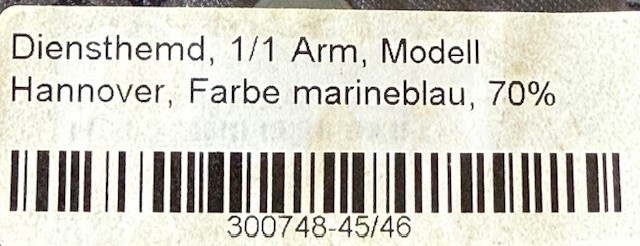 Diensthemd, 1/1 Arm, Modell
Hannover, Farbe marineblau, 70%
300748-45/46